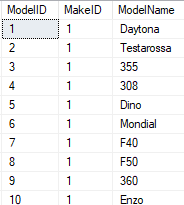 ModelID MakeID ModelName
1 1 Daytona
2 1 Testarossa
3 1 355
4 1 308
5 1 Dino
6 1 Mondial
7 1 F40
8 1 F50
9 1 360
10 1 Enzo